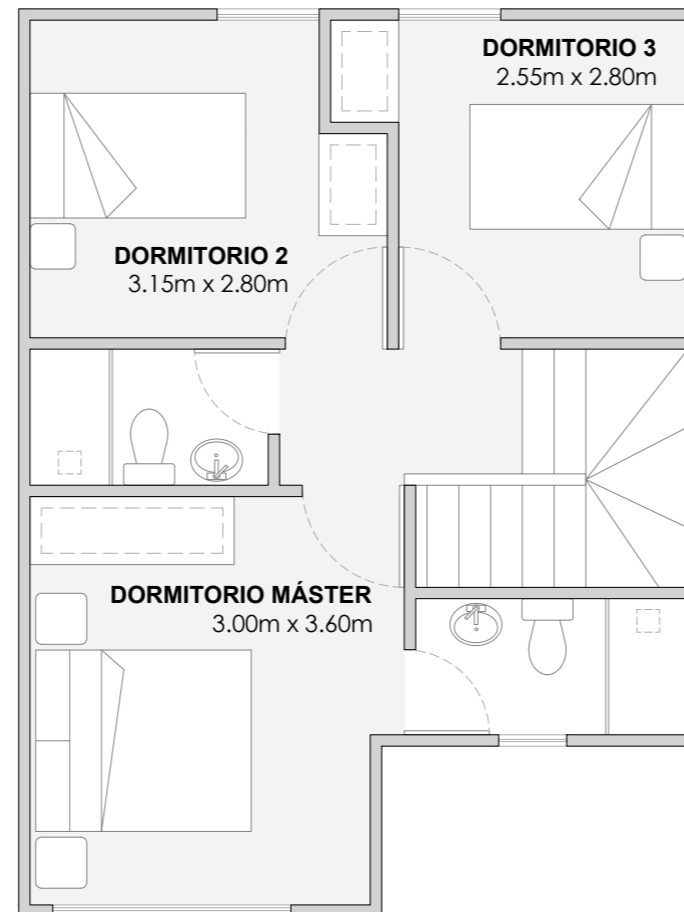 DORMITORIO 3
2.55m x 2.80m
DORMITORIO 2
3.15m x 2.80m
DORMITORIO MÁSTER
3.00m x 3.60m